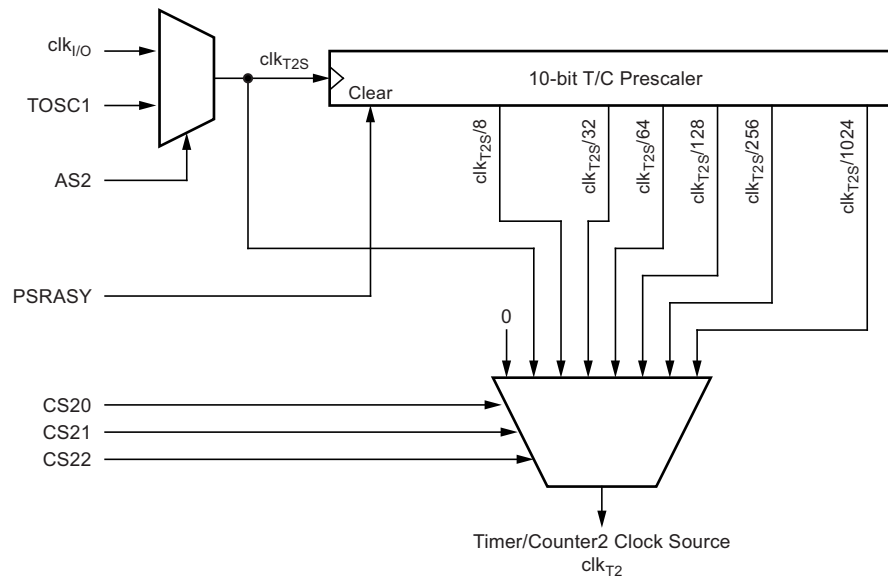 clkI/O
TOSC1
AS2
clkT2S
10-bit T/C Prescaler
Clear
clkT2S/8
clkT2S/32
clkT2S/64
clkT2S/128
clkT2S/256
clkT2S/1024
PSRASY
0
CS20
CS21
CS22
Timer/Counter2 Clock Source
clkT2